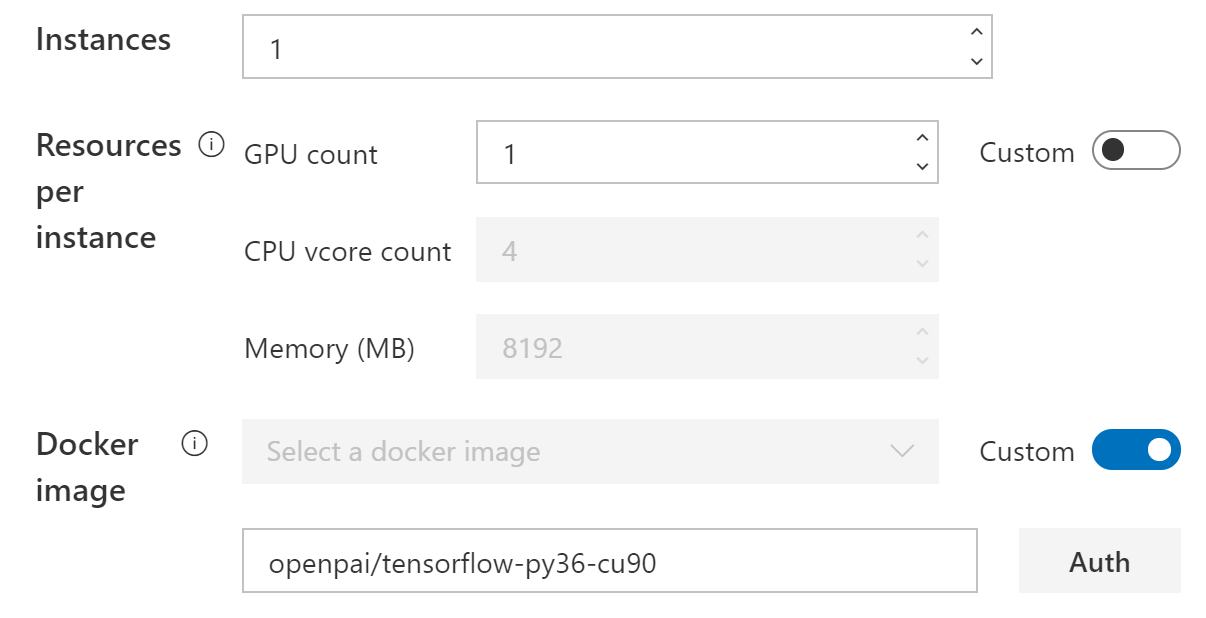 Instances
1
Resources
per
instance
GPU count
1
Custom
CPU vcore count
4
Memory (MB)
8192
Docker
image
Select a docker image
Custom
openpai/tensorflow-py36-cu90
Auth